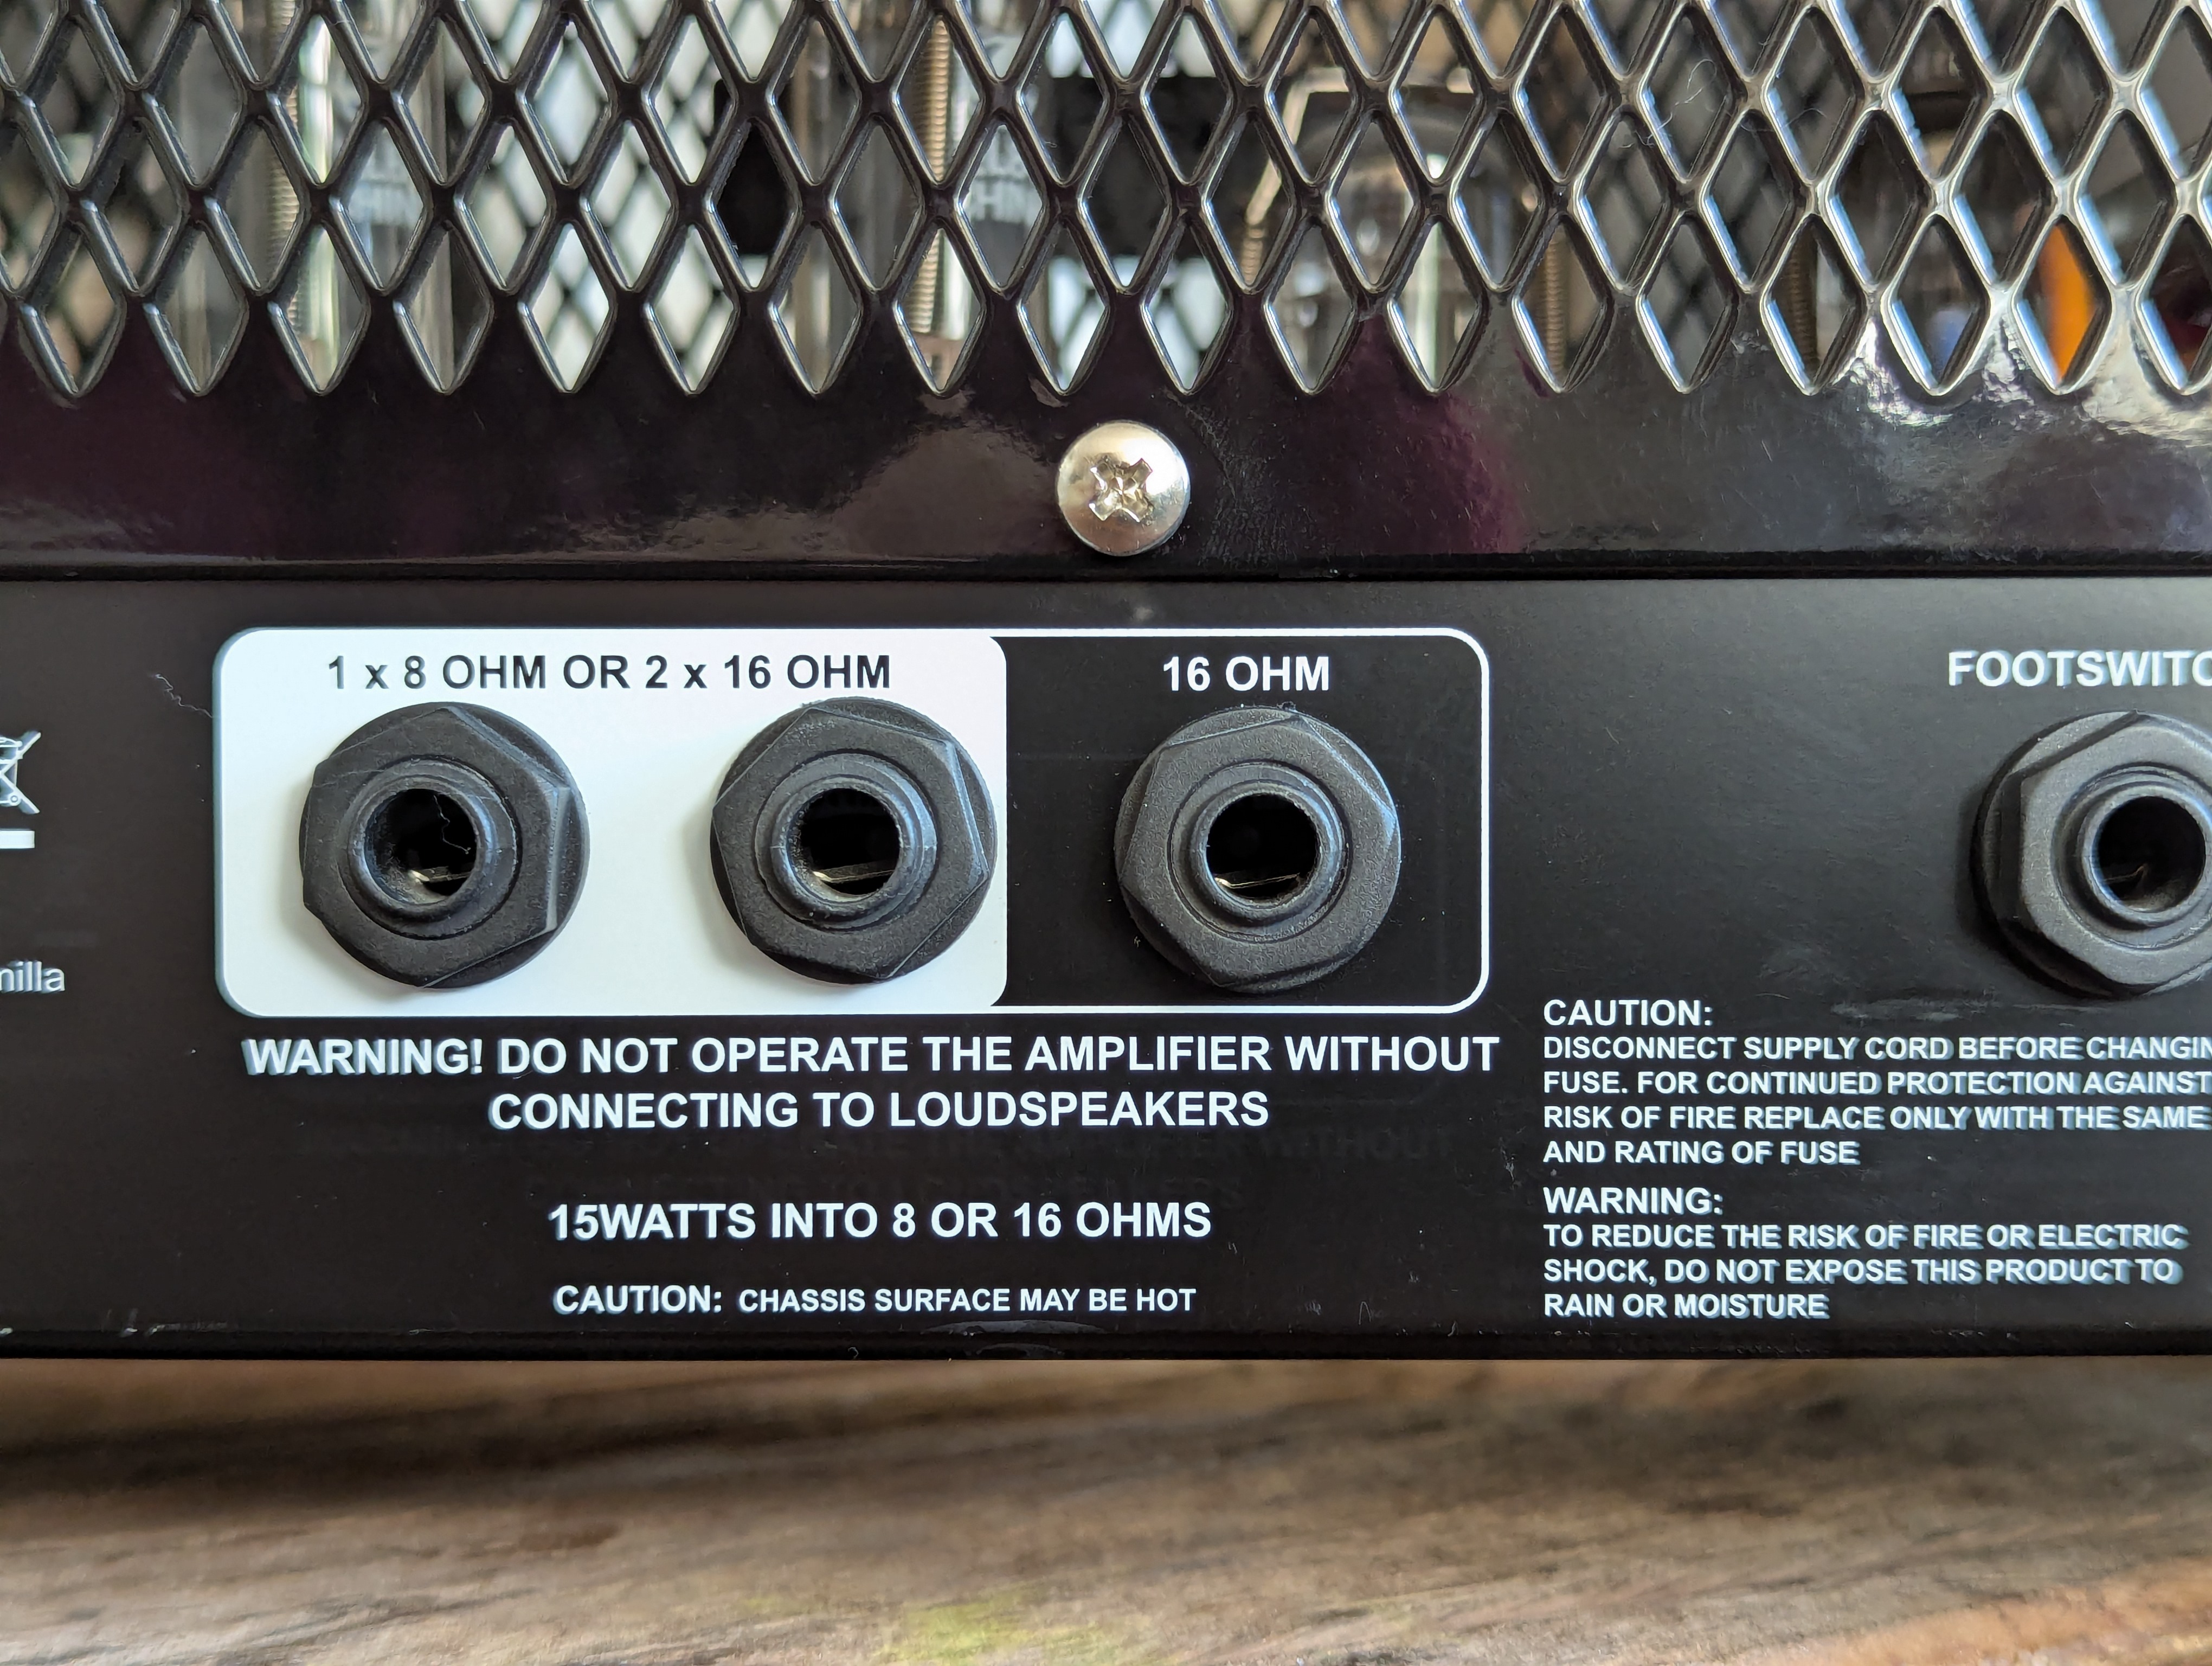 1 x 8 OHM OR 2 x 16 OHM
16 OHM
FOOTSWITC
nilla
WARNING! DO NOT OPERATE THE AMPLIFIER WITHOUT
CONNECTING TO LOUDSPEAKERS
15WATTS INTO 8 OR 16 OHMS
CAUTION: CHASSIS SURFACE MAY BE HOT
CAUTION:
DISCONNECT SUPPLY CORD BEFORE CHANGIN
FUSE. FOR CONTINUED PROTECTION AGAINST
RISK OF FIRE REPLACE ONLY WITH THE SAME
AND RATING OF FUSE
WARNING:
TO REDUCE THE RISK OF FIRE OR ELECTRIC
SHOCK, DO NOT EXPOSE THIS PRODUCT TO
RAIN OR MOISTURE